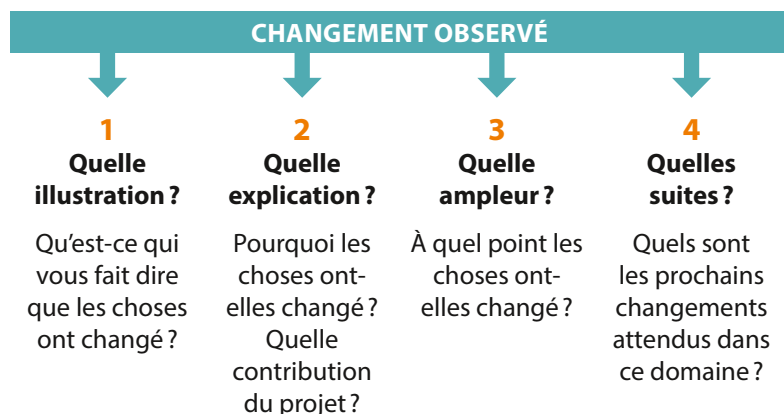 CHANGEMENT OBSERVÉ
1
Quelle
illustration ?
Qu’est-ce qui
vous fait dire
que les choses
ont changé ?
2
Quelle
explication ?
Pourquoi les
choses ont-
elles changé ?
Quelle
contribution
du projet ?
3
Quelle
ampleur ?
À quel point les
choses ont-
elles changé ?
4
Quelles
suites ?
Quels sont
les prochains
changements
attendus dans
ce domaine ?